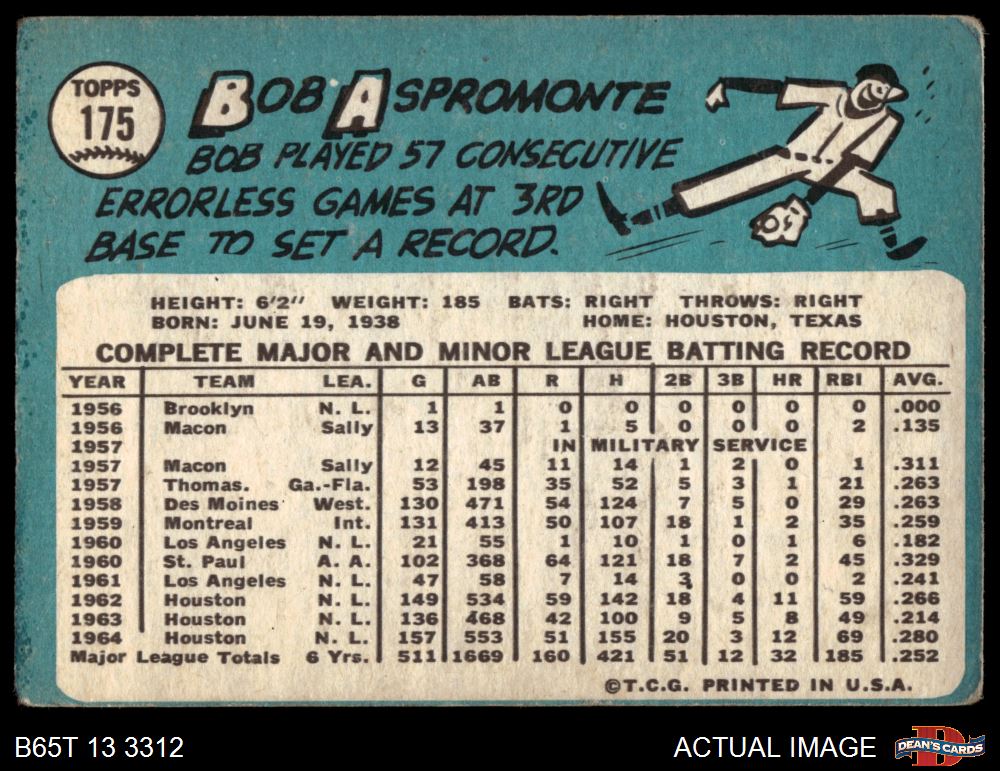 TOPPS
175
BOB ASPROMONTE
BOB PLAYED 57 CONSECUTIVE
ERRORLESS GAMES AT 3RD
BASE TO SET A RECORD.
HEIGHT: 6'2" WEIGHT: 185 BATS: RIGHT THROWS: RIGHT
BORN: JUNE 19, 1938 HOME: HOUSTON, TEXAS
COMPLETE MAJOR AND MINOR LEAGUE BATTING RECORD
YEAR TEAM LEA. G AB R H 2B 3B HR RBI AVG.
1956 Brooklyn N. L. 1 1 0 0 0 0 0 0 .000
1956 Macon Sally 13 37 1 5 0 0 0 2 .135
1957 IN MILITARY SERVICE
1957 Macon Sally 12 45 11 14 1 2 0 1 .311
1957 Thomas. Ga.-Fla. 53 198 35 52 5 3 1 21 .263
1958 Des Moines West. 130 471 54 124 7 5 0 29 .263
1959 Montreal Int. 131 413 50 107 18 1 2 35 .259
1960 Los Angeles N. L. 21 55 1 10 1 0 1 6 .182
1960 St. Paul A. A. 102 368 64 121 18 7 2 45 .329
1961 Los Angeles N. L. 47 58 7 14 3 0 0 2 .241
1962 Houston N. L. 149 534 59 142 18 4 11 59 .266
1963 Houston N. L. 136 468 42 100 9 5 8 49 .214
1964 Houston N. L. 157 553 51 155 20 3 12 69 .280
Major League Totals 6 Yrs. 511 1669 160 421 51 12 32 185 .252
©T.C.G. PRINTED IN U.S.A.
B65T 13 3312 ACTUAL IMAGE DEAN'S CARDS